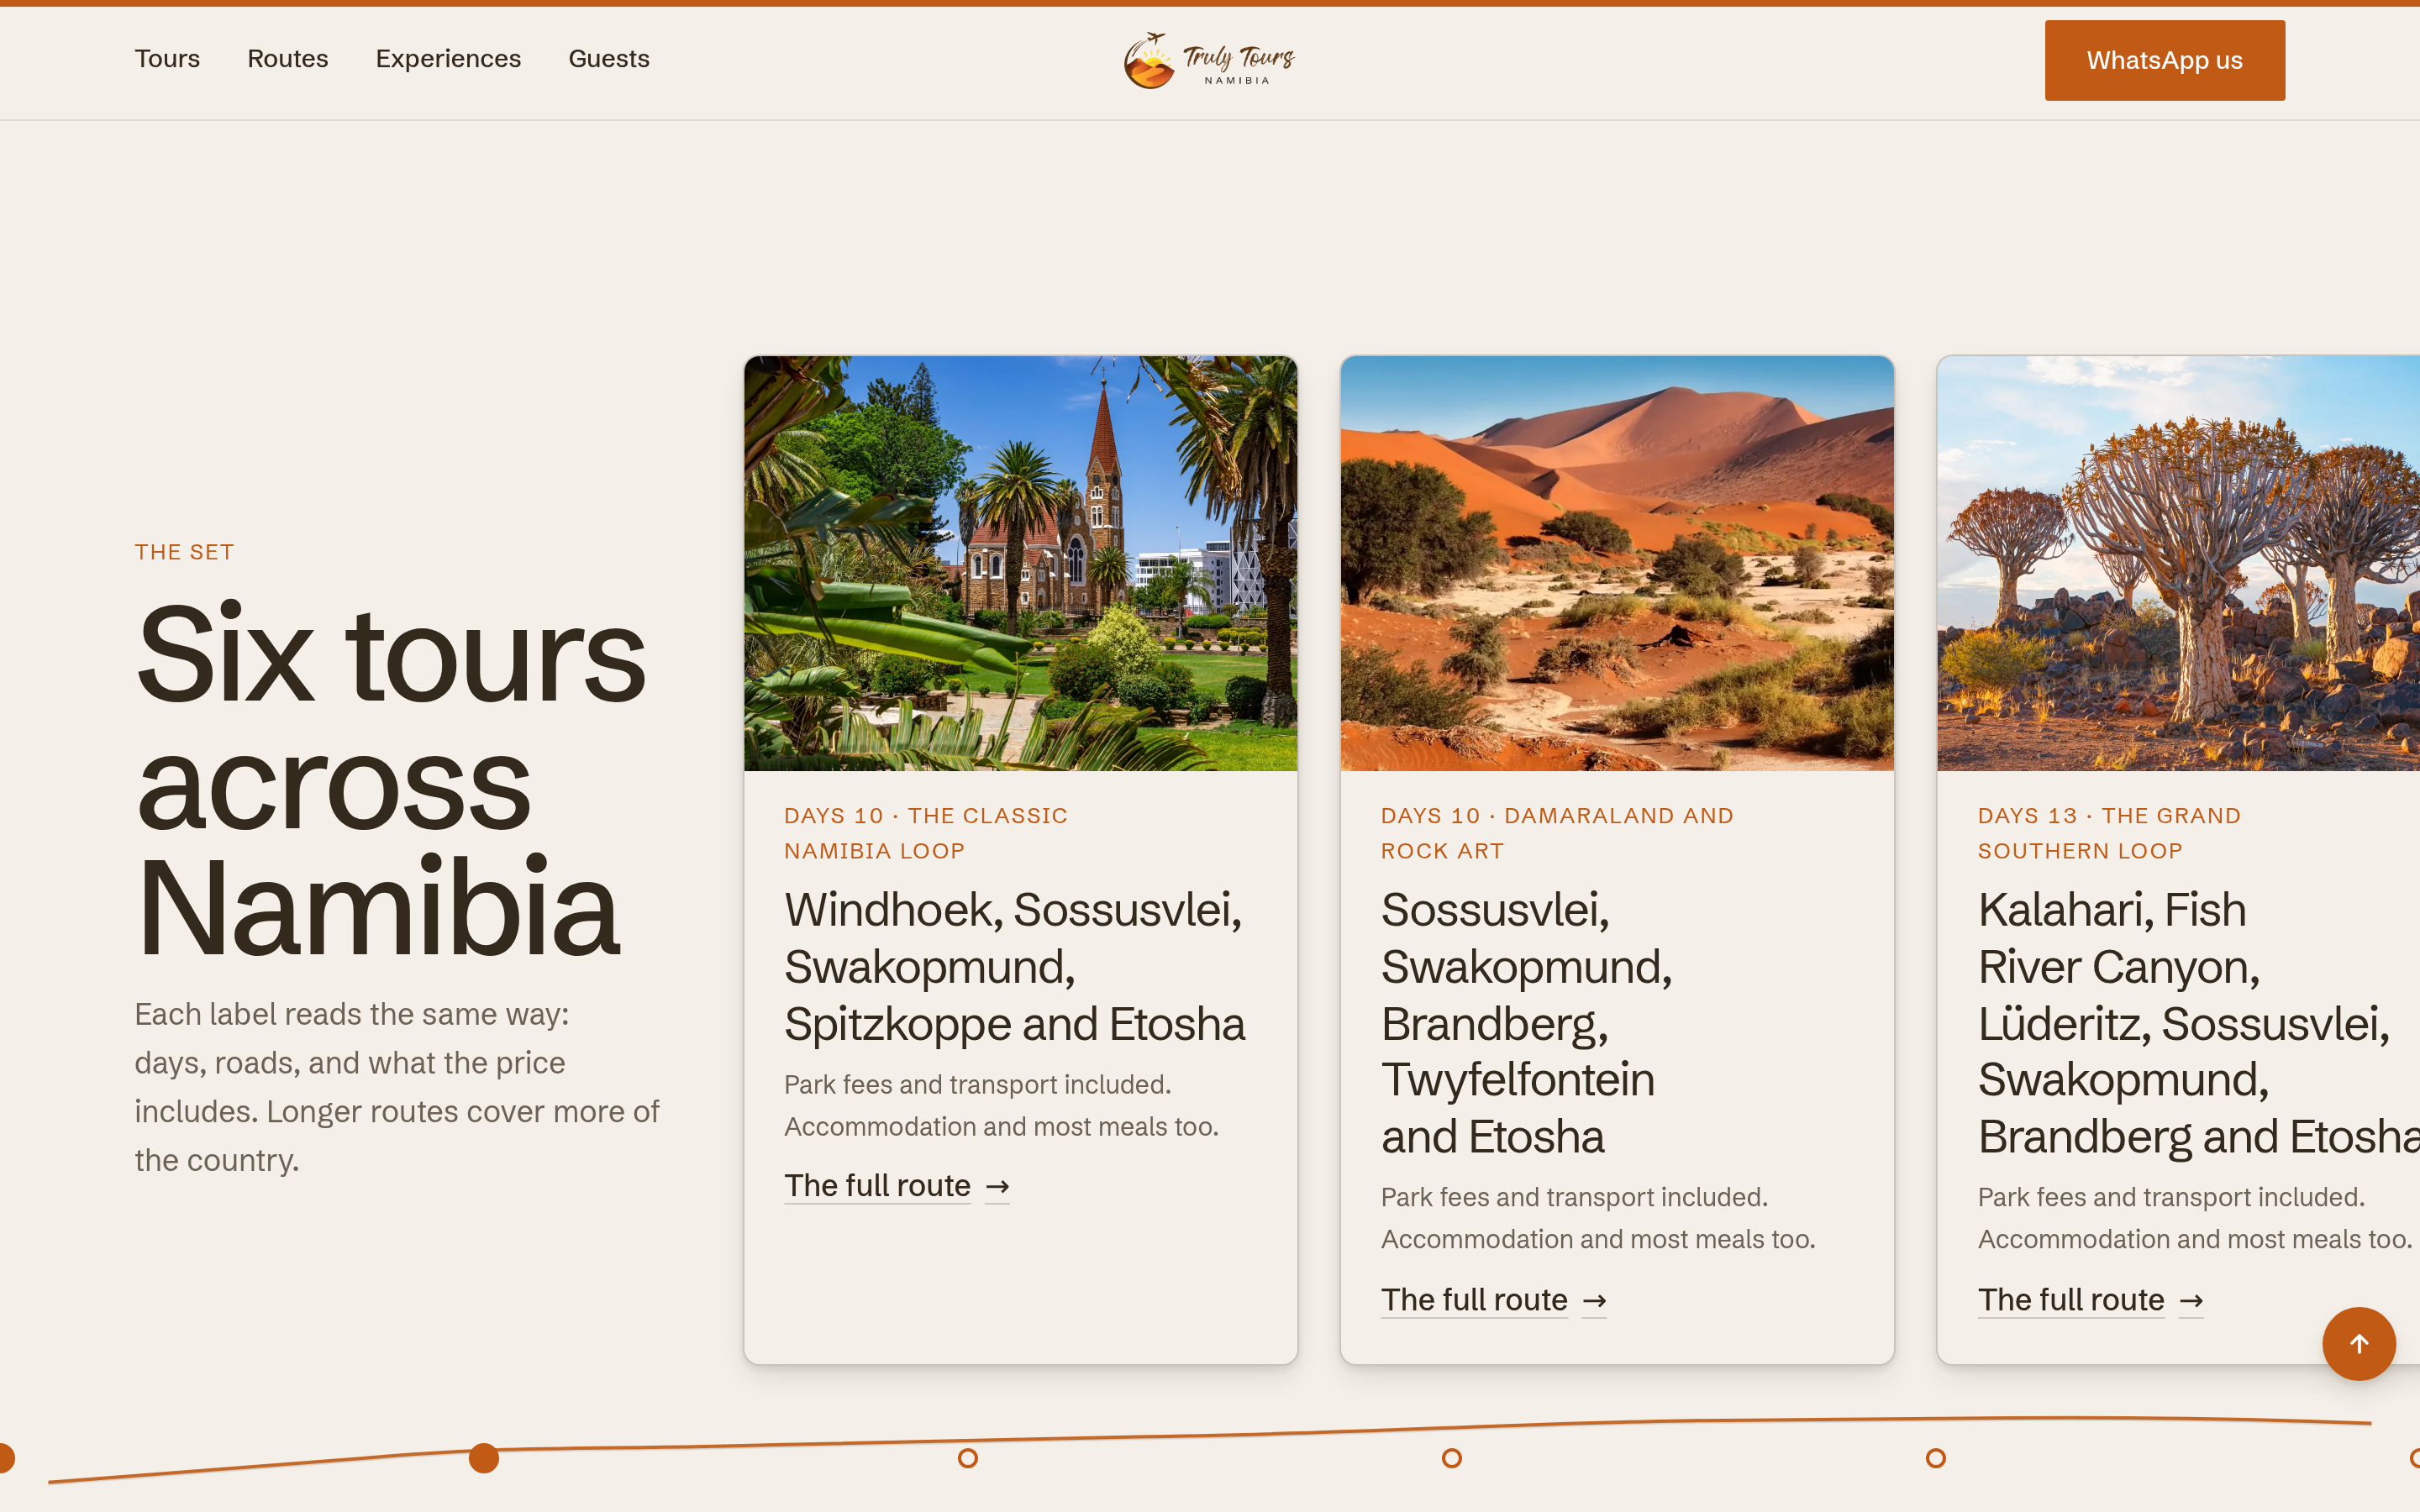 Tours Routes Experiences Guests
Truly Tours
NAMIBIA
WhatsApp us
THE SET
Six tours
across
Namibia
Each label reads the same way:
days, roads, and what the price
includes. Longer routes cover more of
the country.
DAYS 10 · THE CLASSIC
NAMIBIA LOOP
Windhoek, Sossusvlei,
Swakopmund,
Spitzkoppe and Etosha
Park fees and transport included.
Accommodation and most meals too.
The full route →
DAYS 10 · DAMARALAND AND
ROCK ART
Sossusvlei,
Swakopmund,
Brandberg,
Twyfelfontein
and Etosha
Park fees and transport included.
Accommodation and most meals too.
The full route →
DAYS 13 · THE GRAND
SOUTHERN LOOP
Kalahari, Fish
River Canyon,
Lüderitz, Sossusvlei,
Swakopmund,
Brandberg and Etosha
Park fees and transport included.
Accommodation and most meals too.
The full route →